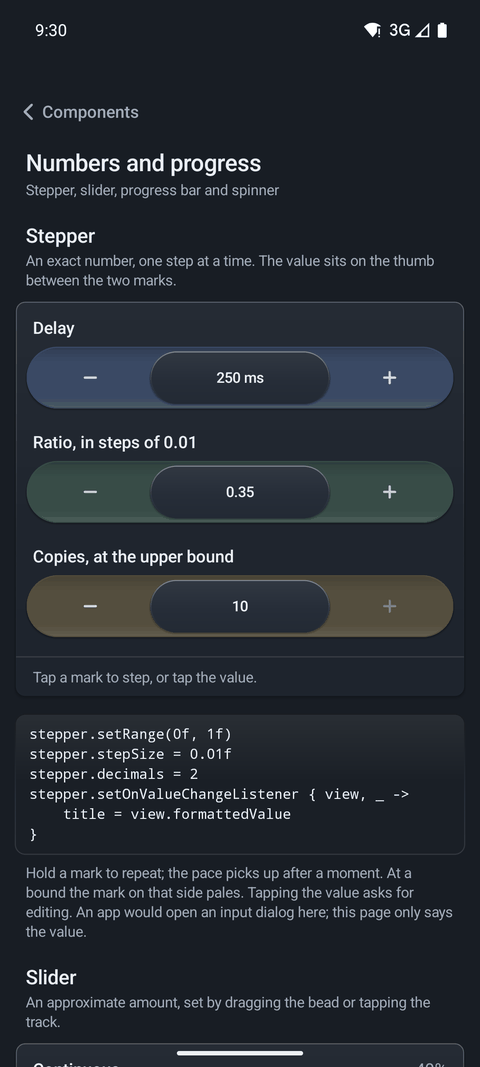 9:30
3G
Components
Numbers and progress
Stepper, slider, progress bar and spinner
Stepper
An exact number, one step at a time. The value sits on the thumb
between the two marks.
Delay
− 250 ms +
Ratio, in steps of 0.01
− 0.35 +
Copies, at the upper bound
− 10 +
Tap a mark to step, or tap the value.
stepper.setRange(0f, 1f)
stepper.stepSize = 0.01f
stepper.decimals = 2
stepper.setOnValueChangeListener { view, _ ->
    title = view.formattedValue
}
Hold a mark to repeat; the pace picks up after a moment. At a
bound the mark on that side pales. Tapping the value asks for
editing. An app would open an input dialog here; this page only says
the value.
Slider
An approximate amount, set by dragging the bead or tapping the
track.
Continuous